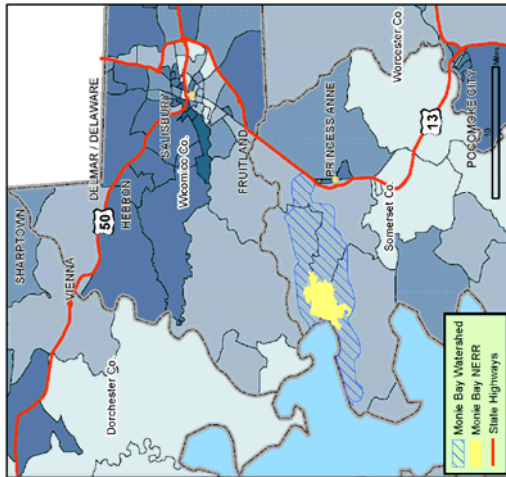 SHARPTOWN
VIENNA
DELMAR / DELAWARE
HEBRON
50
SALISBURY
Wicomico Co.
FRUITLAND
Dorchester Co.
PRINCESS ANNE
Somerset Co.
Worcester Co.
13
POCOMOKE CITY
10
Miles
Monie Bay Watershed
Monie Bay NERR
State Highways